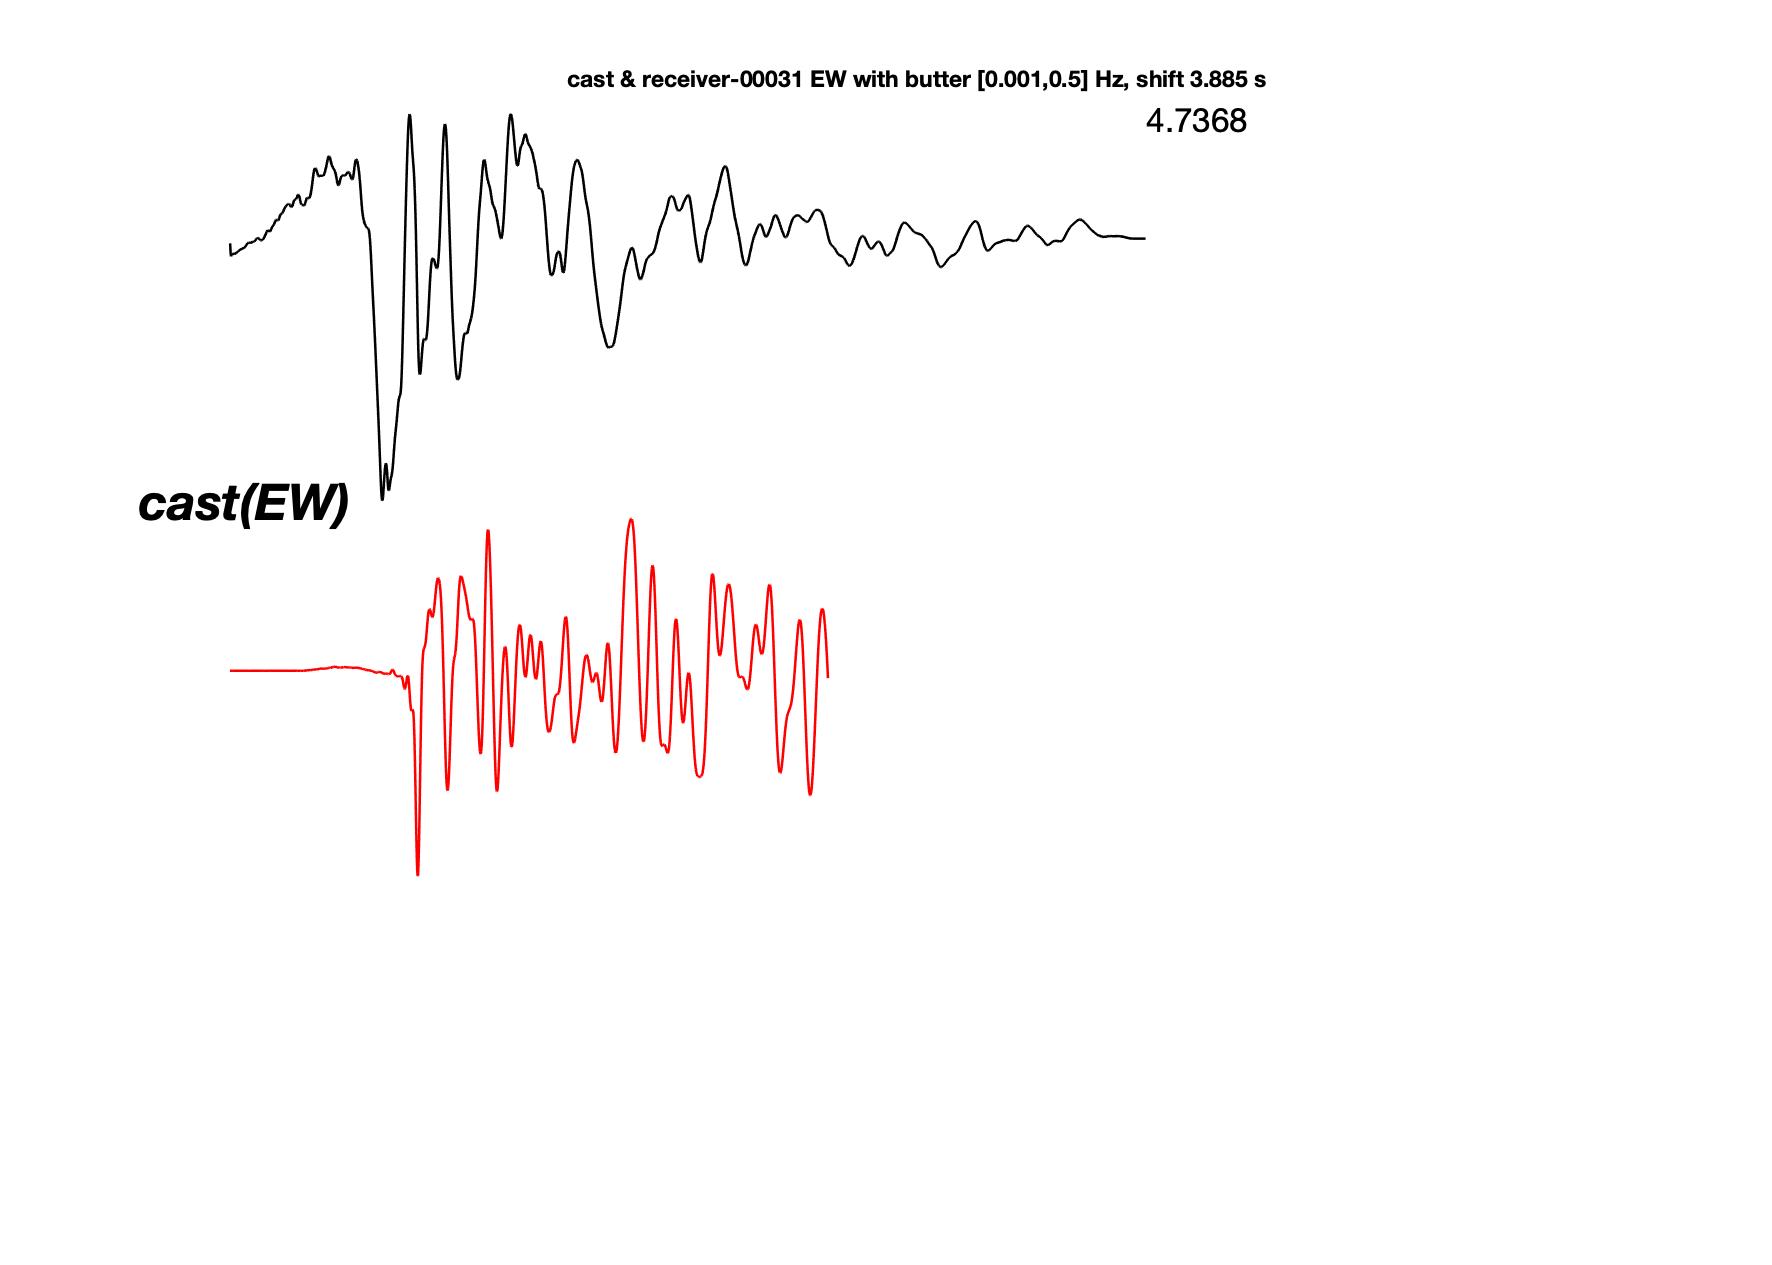 cast & receiver-00031 EW with butter [0.001,0.5] Hz, shift 3.885 s
4.7368
cast(EW)